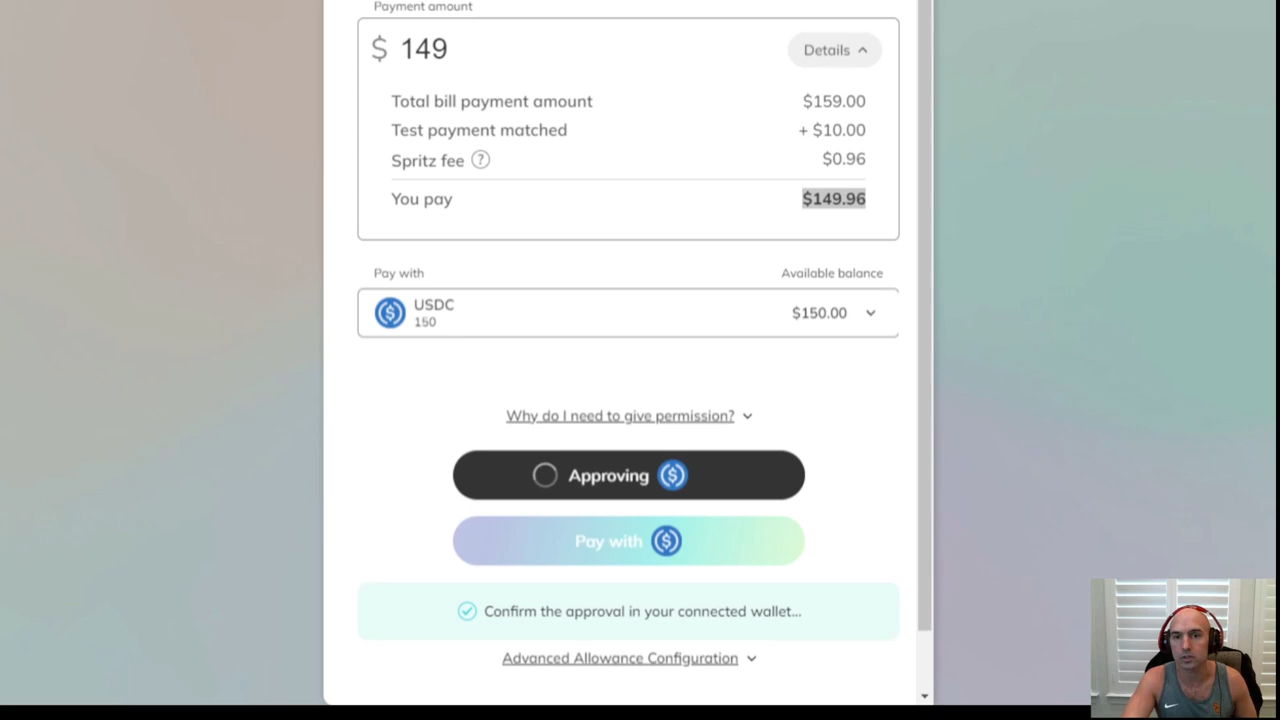 Payment amount
$ 149
Details
Total bill payment amount $159.00
Test payment matched + $10.00
Spritz fee ? $0.96
You pay $149.96
Pay with Available balance
USDC
150
$150.00
Why do I need to give permission?
Approving
Pay with
Confirm the approval in your connected wallet...
Advanced Allowance Configuration